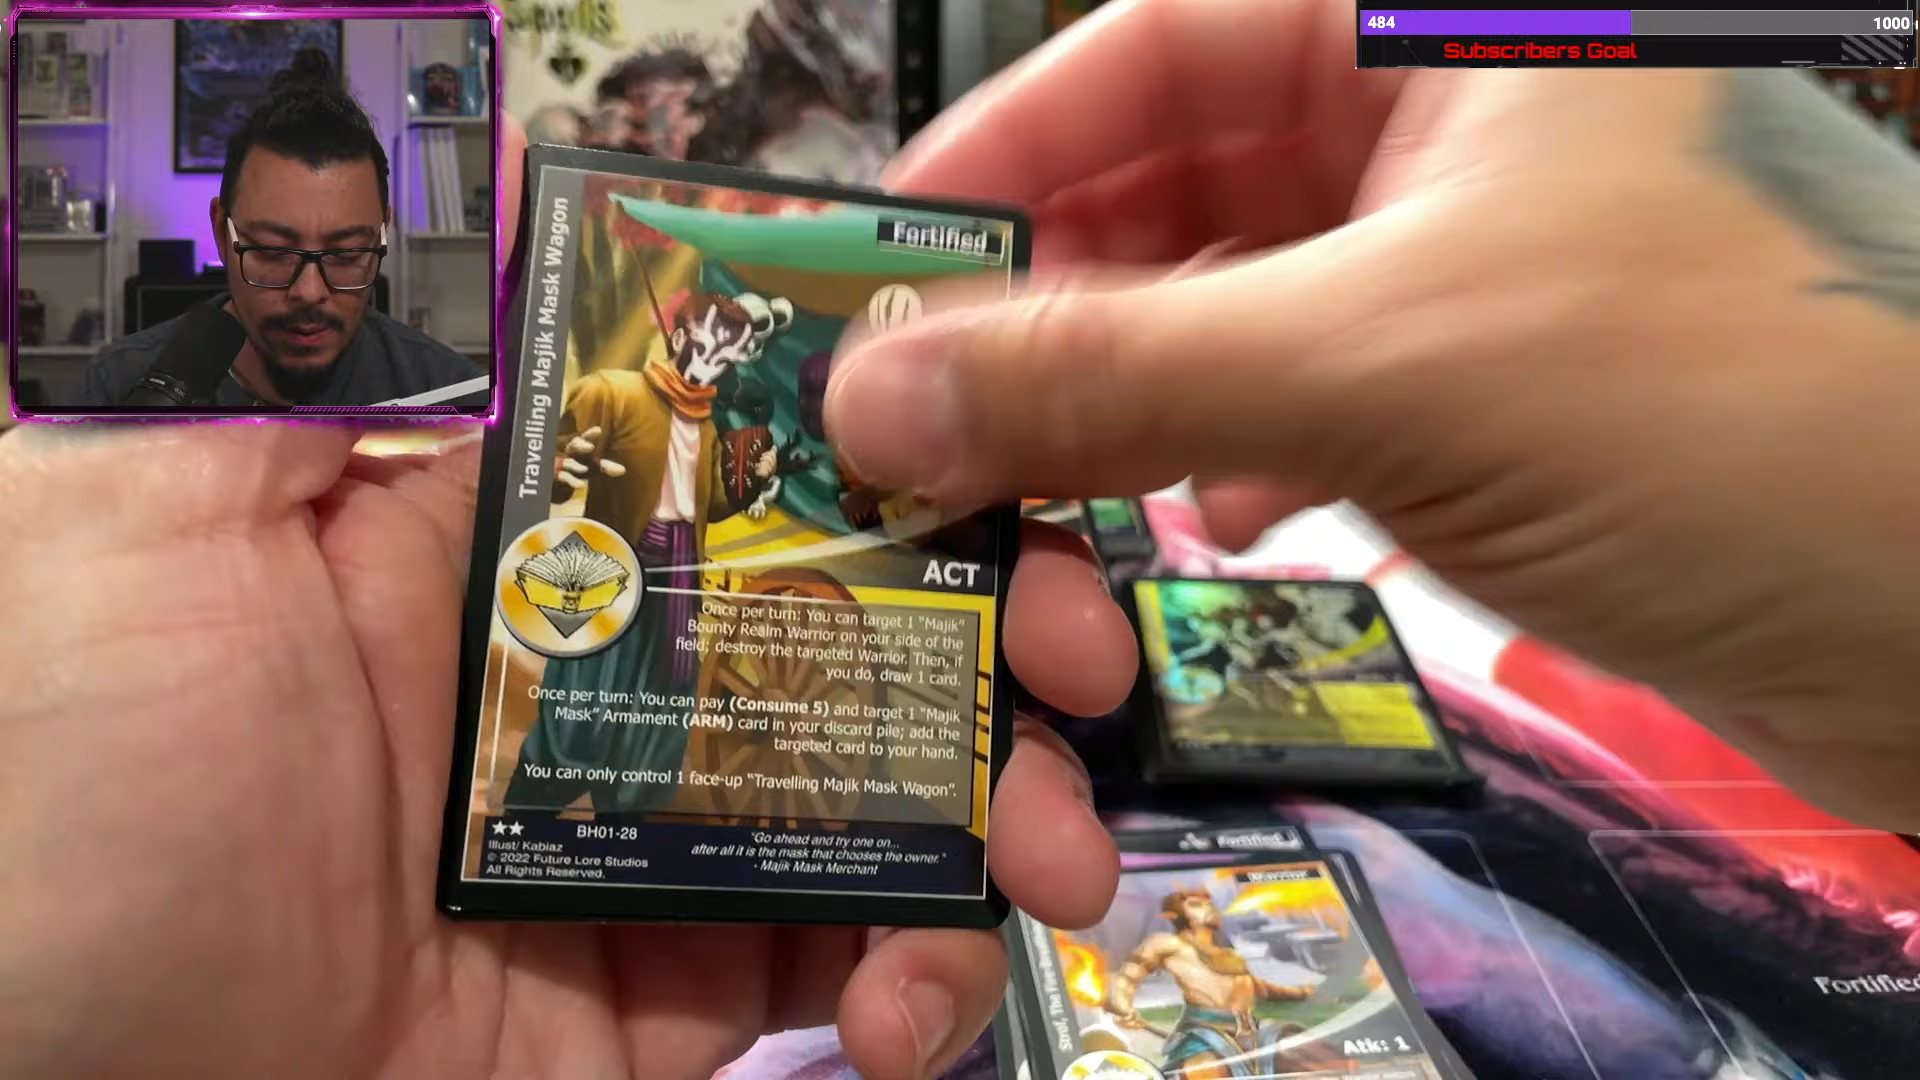 484
1000
Subscribers Goal
Spoils
Travelling Majik Mask Wagon
Fortified
ACT
Once per turn: You can target 1 "Majik"
Bounty Realm Warrior on your side of the
field; destroy the targeted Warrior. Then, if
you do, draw 1 card.
Once per turn: You can pay (Consume 5) and target 1 "Majik
Mask" Armament (ARM) card in your discard pile; add the
targeted card to your hand.
You can only control 1 face-up "Travelling Majik Mask Wagon".
BH01-28
Illust/ Kabiaz
© 2022 Future Lore Studios
All Rights Reserved.
"Go ahead and try one on...
after all it is the mask that chooses the owner."
- Majik Mask Merchant
Fortified
Warrior
Atk: 1
Fortified